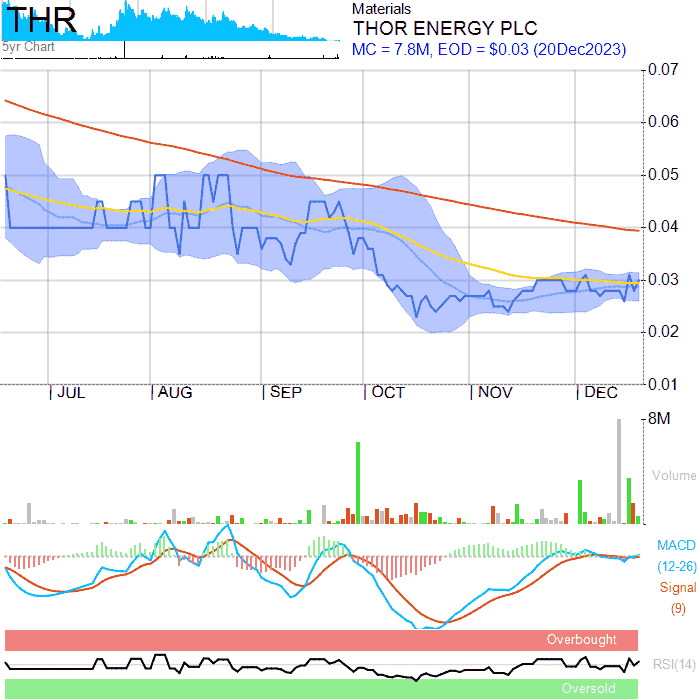 THR
5yr Chart
Materials
THOR ENERGY PLC
MC = 7.8M, EOD = $0.03 (20Dec2023)
0.07
0.06
0.05
0.04
0.03
0.02
0.01
JUL AUG SEP OCT NOV DEC
8M
Volume
MACD
(12-26)
Signal
(9)
Overbought
RSI(14)
Oversold